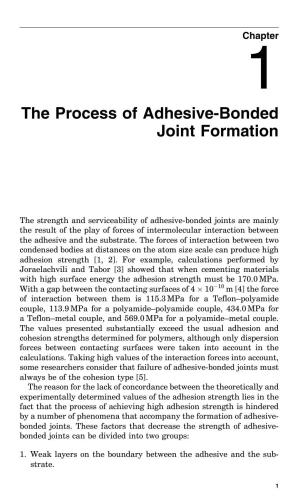 Chapter
1
The Process of Adhesive-Bonded
Joint Formation
The strength and serviceability of adhesive-bonded joints are mainly
the result of the play of forces of intermolecular interaction between
the adhesive and the substrate. The forces of interaction between two
condensed bodies at distances on the atom size scale can produce high
adhesion strength [1, 2]. For example, calculations performed by
Joraelachvili and Tabor [3] showed that when cementing materials
with high surface energy the adhesion strength must be 170.0 MPa.
With a gap between the contacting surfaces of 4 × 10⁻¹⁰ m [4] the force
of interaction between them is 115.3 MPa for a Teflon–polyamide
couple, 113.9 MPa for a polyamide–polyamide couple, 434.0 MPa for
a Teflon–metal couple, and 569.0 MPa for a polyamide–metal couple.
The values presented substantially exceed the usual adhesion and
cohesion strengths determined for polymers, although only dispersion
forces between contacting surfaces were taken into account in the
calculations. Taking high values of the interaction forces into account,
some researchers consider that failure of adhesive-bonded joints must
always be of the cohesion type [5].
The reason for the lack of concordance between the theoretically and
experimentally determined values of the adhesion strength lies in the
fact that the process of achieving high adhesion strength is hindered
by a number of phenomena that accompany the formation of adhesive-
bonded joints. These factors that decrease the strength of adhesive-
bonded joints can be divided into two groups:
1. Weak layers on the boundary between the adhesive and the sub-
strate.
1